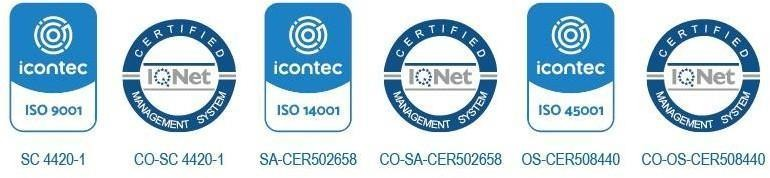 icontec
ISO 9001
SC 4420-1
CERTIFIED
IQNet
MANAGEMENT SYSTEM
CO-SC 4420-1
icontec
ISO 14001
SA-CER502658
CERTIFIED
IQNet
MANAGEMENT SYSTEM
CO-SA-CER502658
icontec
ISO 45001
OS-CER508440
CERTIFIED
IQNet
MANAGEMENT SYSTEM
CO-OS-CER508440